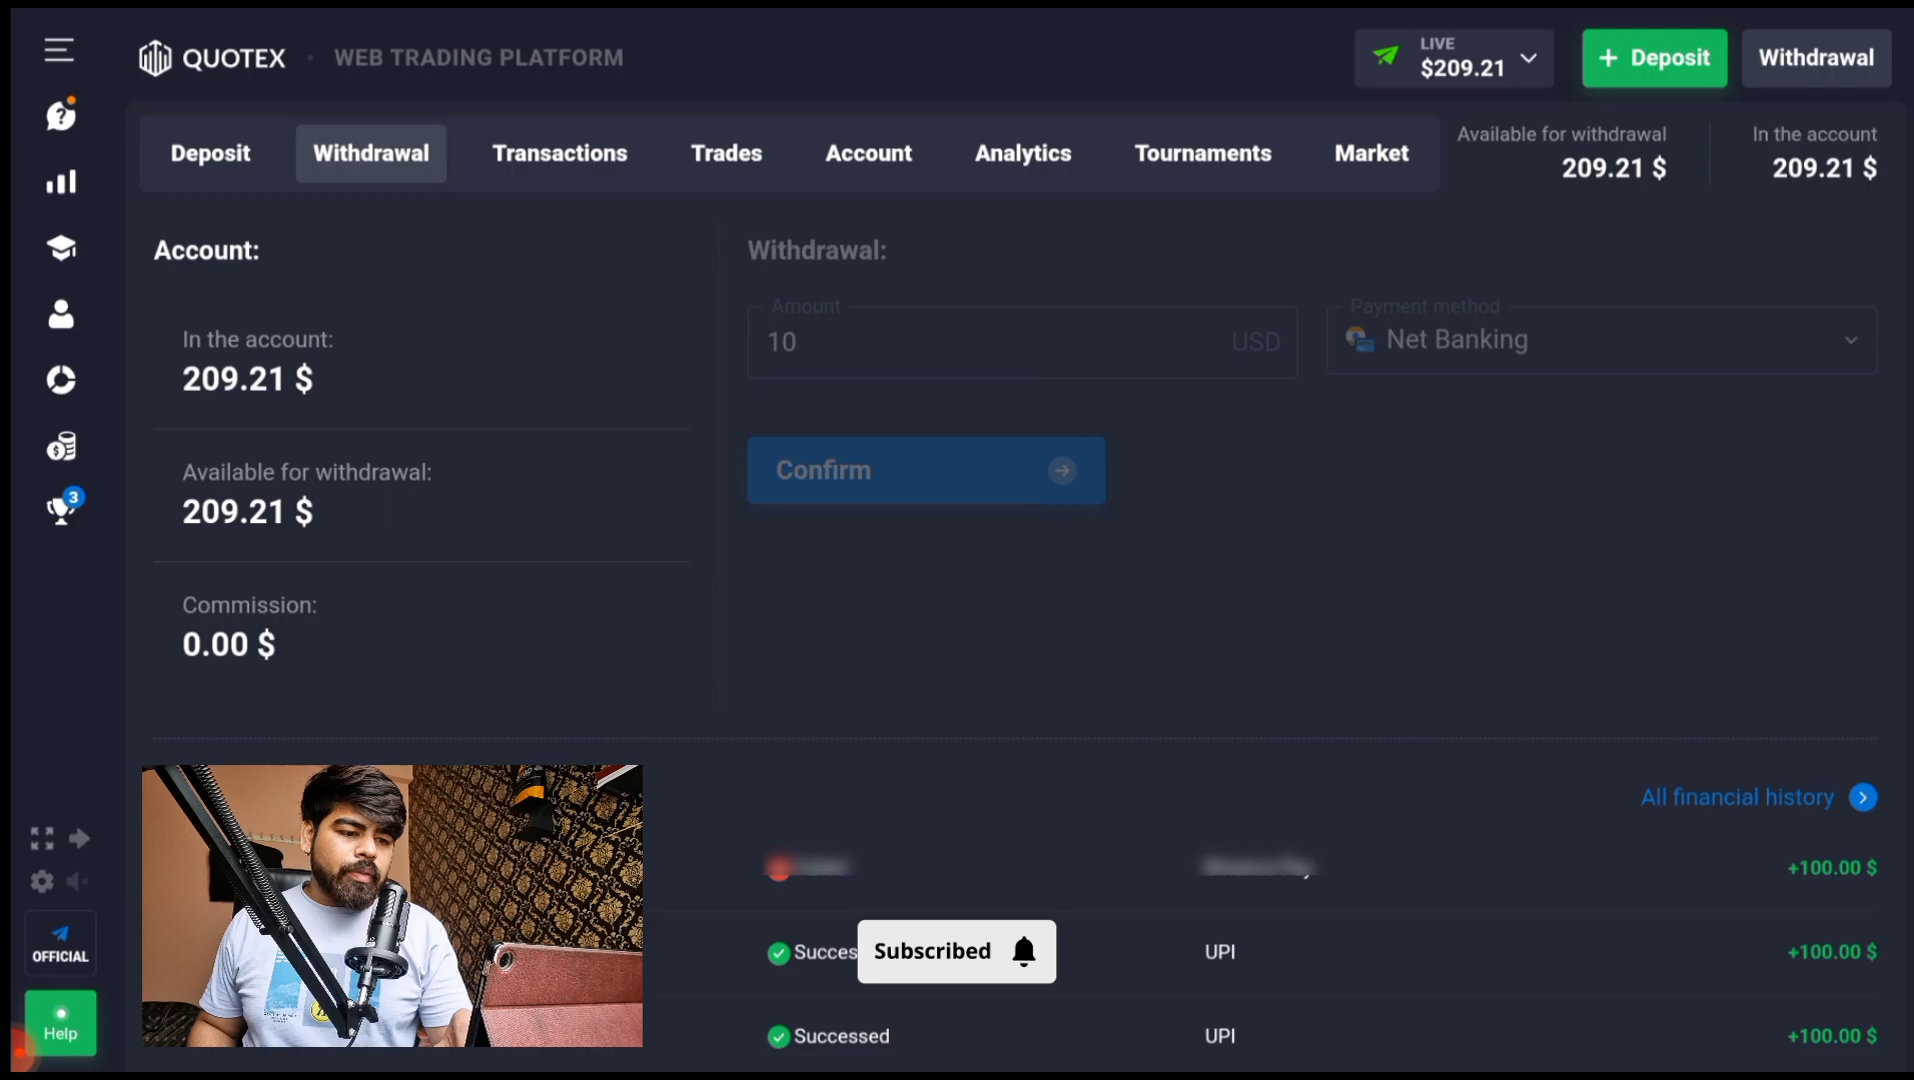 QUOTEX
WEB TRADING PLATFORM
LIVE
$209.21
+ Deposit
Withdrawal
Deposit
Withdrawal
Transactions
Trades
Account
Analytics
Tournaments
Market
Available for withdrawal
209.21 $
In the account
209.21 $
Account:
In the account:
209.21 $
Available for withdrawal:
209.21 $
Commission:
0.00 $
Withdrawal:
Amount
10
USD
Payment method
Net Banking
Confirm
3
OFFICIAL
Help
All financial history
+100.00 $
Succes
Subscribed
UPI
+100.00 $
Successed
UPI
+100.00 $